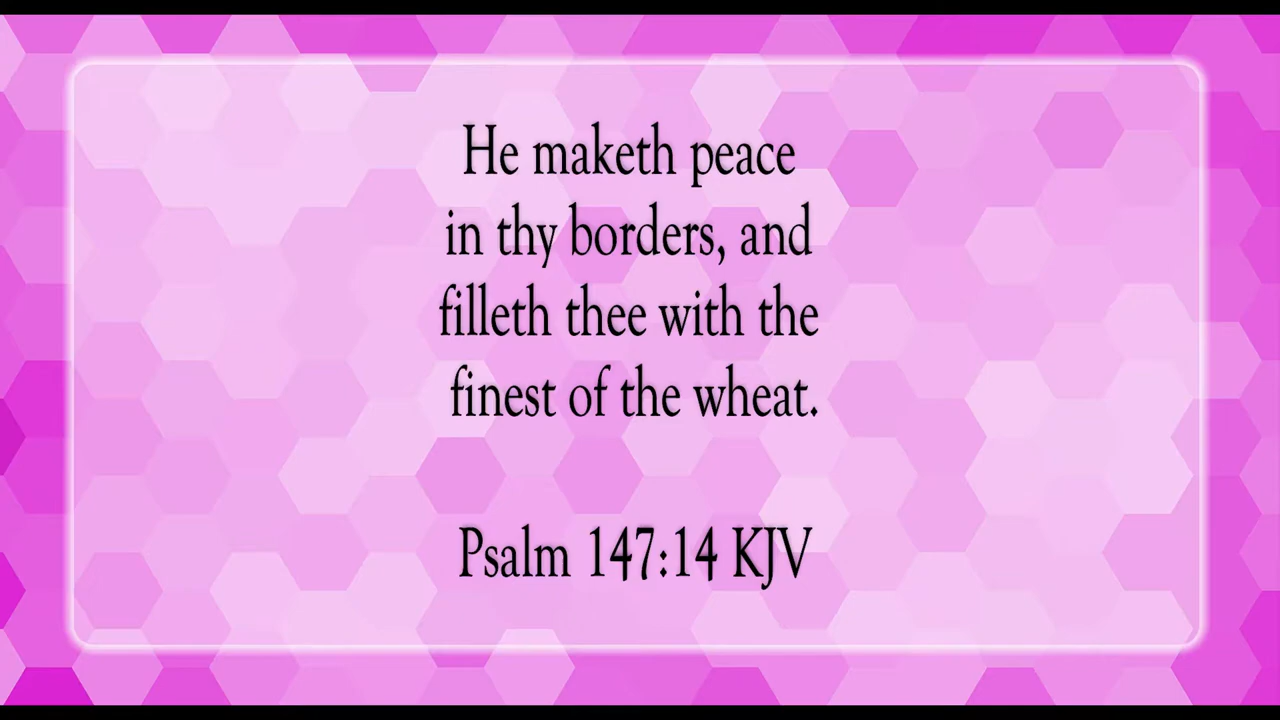 He maketh peace
in thy borders, and
filleth thee with the
finest of the wheat.
Psalm 147:14 KJV